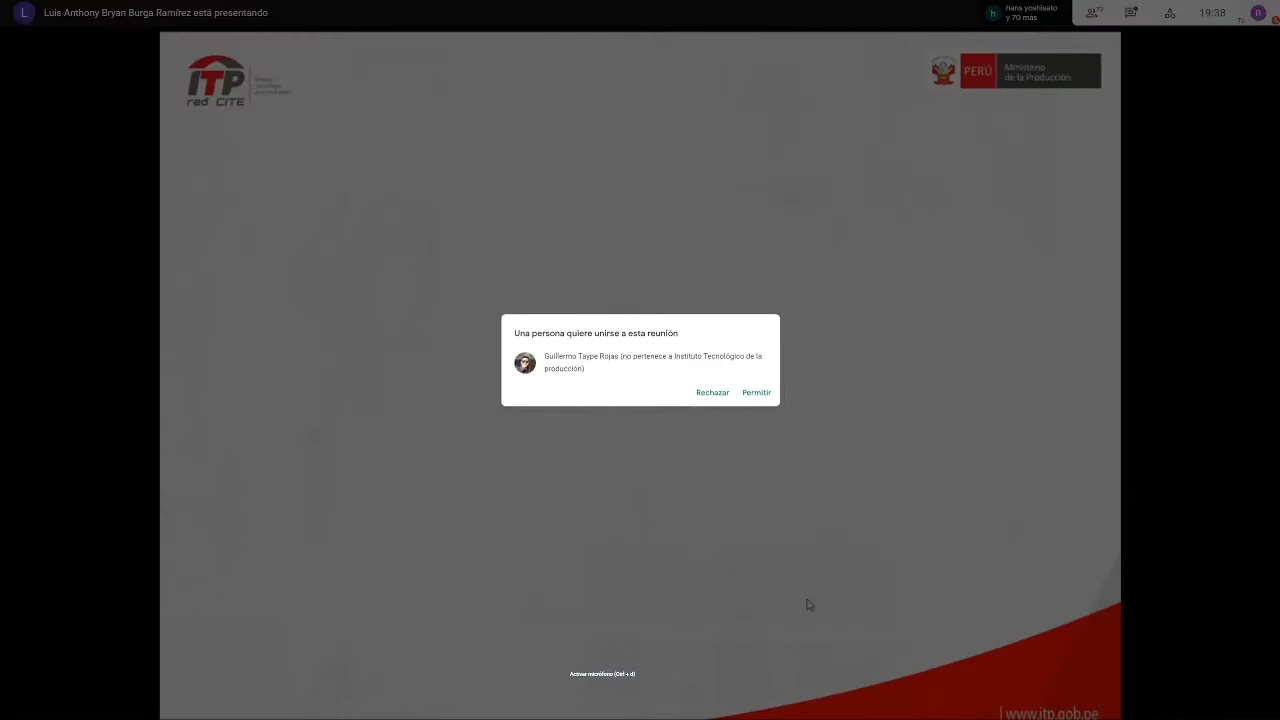 L
Luis Anthony Bryan Burga Ramírez está presentando
h
hans yoshisato
y 70 más
73
19:38
R
ITP
red CITE
PERÚ
Ministerio
de la Producción
Una persona quiere unirse a esta reunión
Guillermo Taype Rojas (no pertenece a Instituto Tecnológico de la
producción)
Rechazar
Permitir
Activar micrófono (Ctrl + d)
www.itp.gob.pe